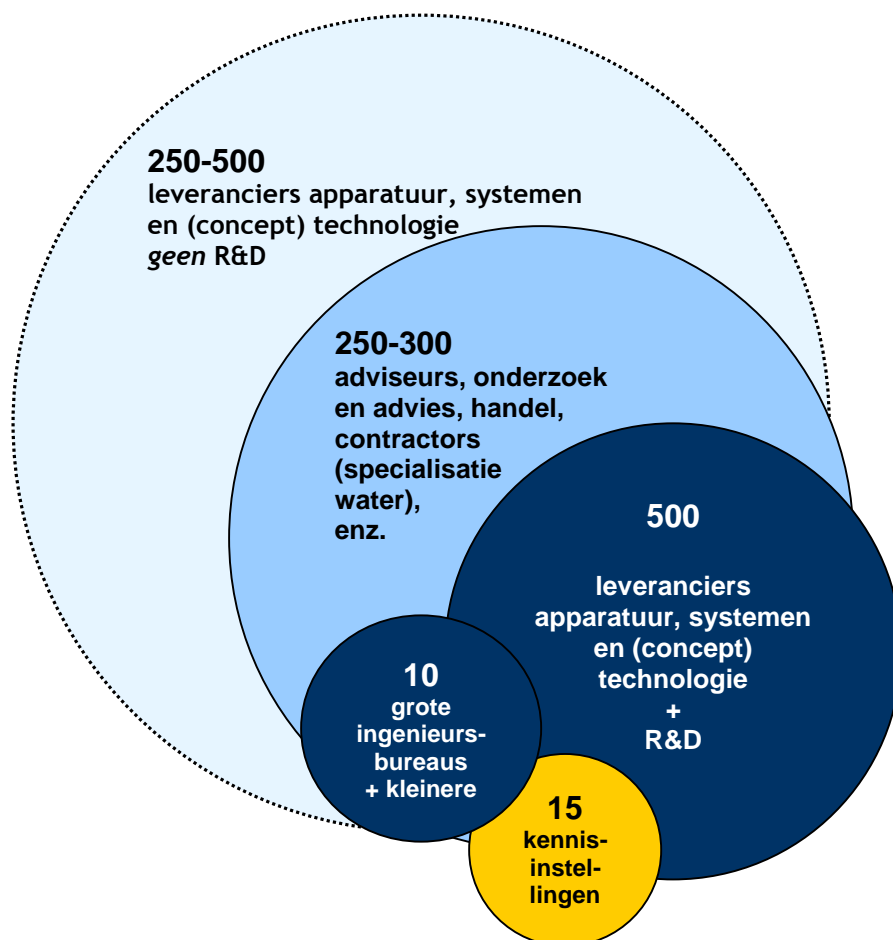 250-500
leveranciers apparatuur, systemen
en (concept) technologie
geen R&D
250-300
adviseurs, onderzoek
en advies, handel,
contractors
(specialisatie
water),
enz.
500
leveranciers
apparatuur, systemen
en (concept)
technologie
+
R&D
10
grote
ingenieurs-
bureaus
+ kleinere
15
kennis-
instel-
lingen